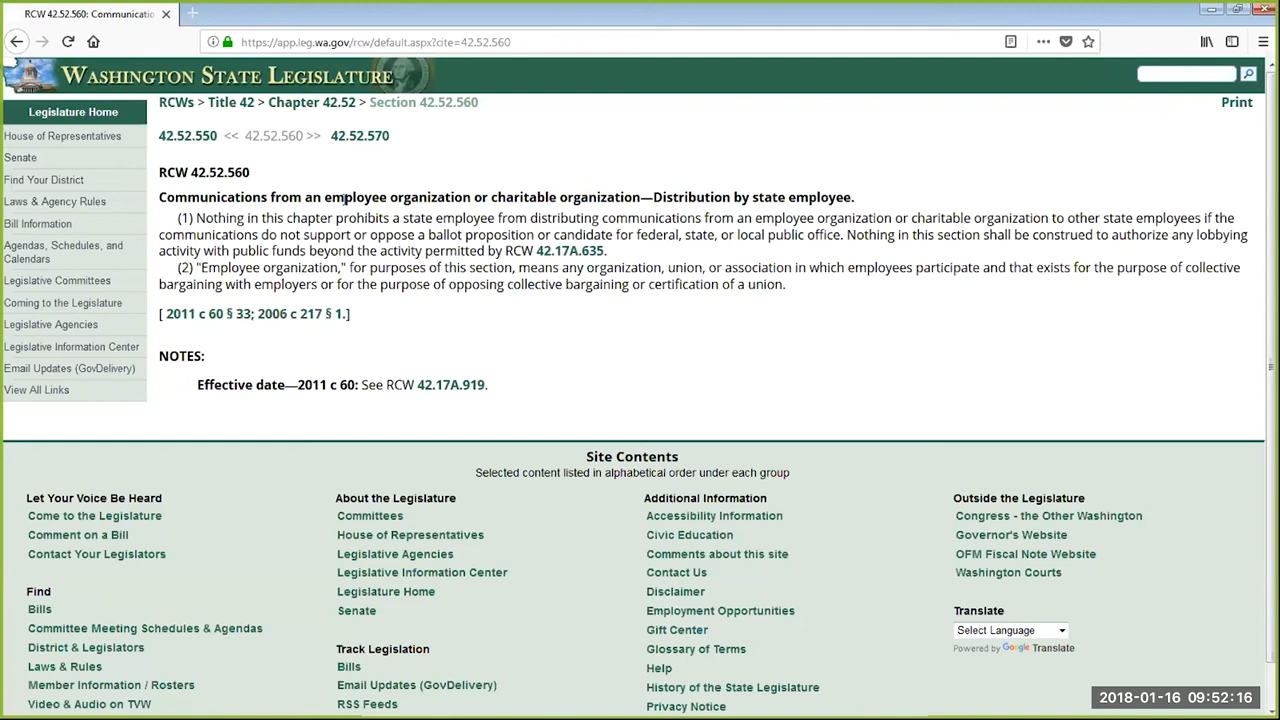 RCW 42.52.560: Communicatio
https://app.leg.wa.gov/rcw/default.aspx?cite=42.52.560
WASHINGTON STATE LEGISLATURE
Legislature Home
House of Representatives
Senate
Find Your District
Laws & Agency Rules
Bill Information
Agendas, Schedules, and
Calendars
Legislative Committees
Coming to the Legislature
Legislative Agencies
Legislative Information Center
Email Updates (GovDelivery)
View All Links
RCWs > Title 42 > Chapter 42.52 > Section 42.52.560
Print
42.52.550 << 42.52.560 >> 42.52.570
RCW 42.52.560
Communications from an employee organization or charitable organization—Distribution by state employee.
(1) Nothing in this chapter prohibits a state employee from distributing communications from an employee organization or charitable organization to other state employees if the
communications do not support or oppose a ballot proposition or candidate for federal, state, or local public office. Nothing in this section shall be construed to authorize any lobbying
activity with public funds beyond the activity permitted by RCW 42.17A.635.
(2) "Employee organization," for purposes of this section, means any organization, union, or association in which employees participate and that exists for the purpose of collective
bargaining with employers or for the purpose of opposing collective bargaining or certification of a union.
[ 2011 c 60 § 33; 2006 c 217 § 1.]
NOTES:
Effective date—2011 c 60: See RCW 42.17A.919.
Site Contents
Selected content listed in alphabetical order under each group
Let Your Voice Be Heard
Come to the Legislature
Comment on a Bill
Contact Your Legislators
Find
Bills
Committee Meeting Schedules & Agendas
District & Legislators
Laws & Rules
Member Information / Rosters
Video & Audio on TVW
About the Legislature
Committees
House of Representatives
Legislative Agencies
Legislative Information Center
Legislature Home
Senate
Track Legislation
Bills
Email Updates (GovDelivery)
RSS Feeds
Additional Information
Accessibility Information
Civic Education
Comments about this site
Contact Us
Disclaimer
Employment Opportunities
Gift Center
Glossary of Terms
Help
History of the State Legislature
Privacy Notice
Outside the Legislature
Congress - the Other Washington
Governor's Website
OFM Fiscal Note Website
Washington Courts
Translate
Select Language
Powered by Google Translate
2018-01-16 09:52:16